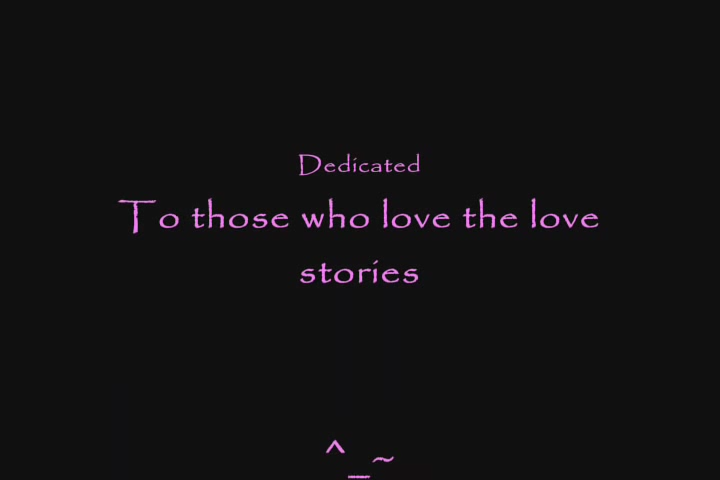 Dedicated
To those who love the love
stories
^_~